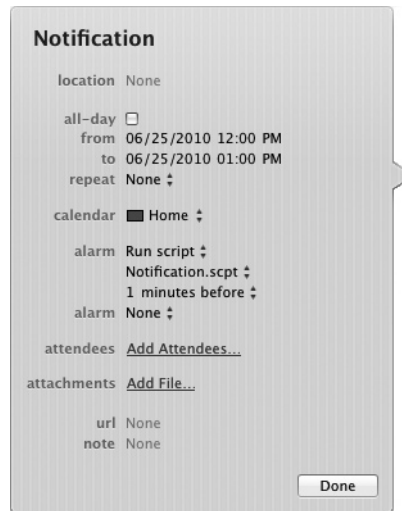 Notification
location None
all-day
from 06/25/2010 12:00 PM
to 06/25/2010 01:00 PM
repeat None
calendar Home
alarm Run script
Notification.scpt
1 minutes before
alarm None
attendees Add Attendees...
attachments Add File...
url None
note None
Done